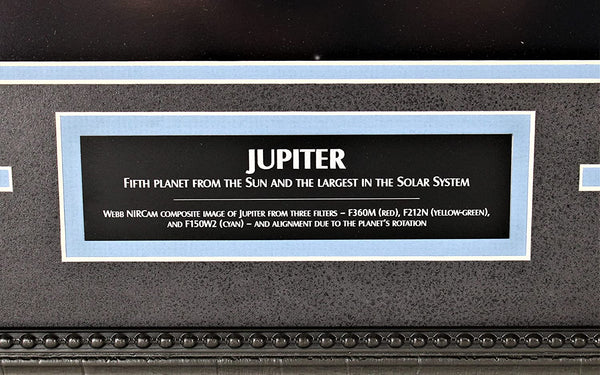 JUPITER
FIFTH PLANET FROM THE SUN AND THE LARGEST IN THE SOLAR SYSTEM
WEBB NIRCAM COMPOSITE IMAGE OF JUPITER FROM THREE FILTERS – F360M (RED), F212N (YELLOW-GREEN),
AND F150W2 (CYAN) – AND ALIGNMENT DUE TO THE PLANET'S ROTATION